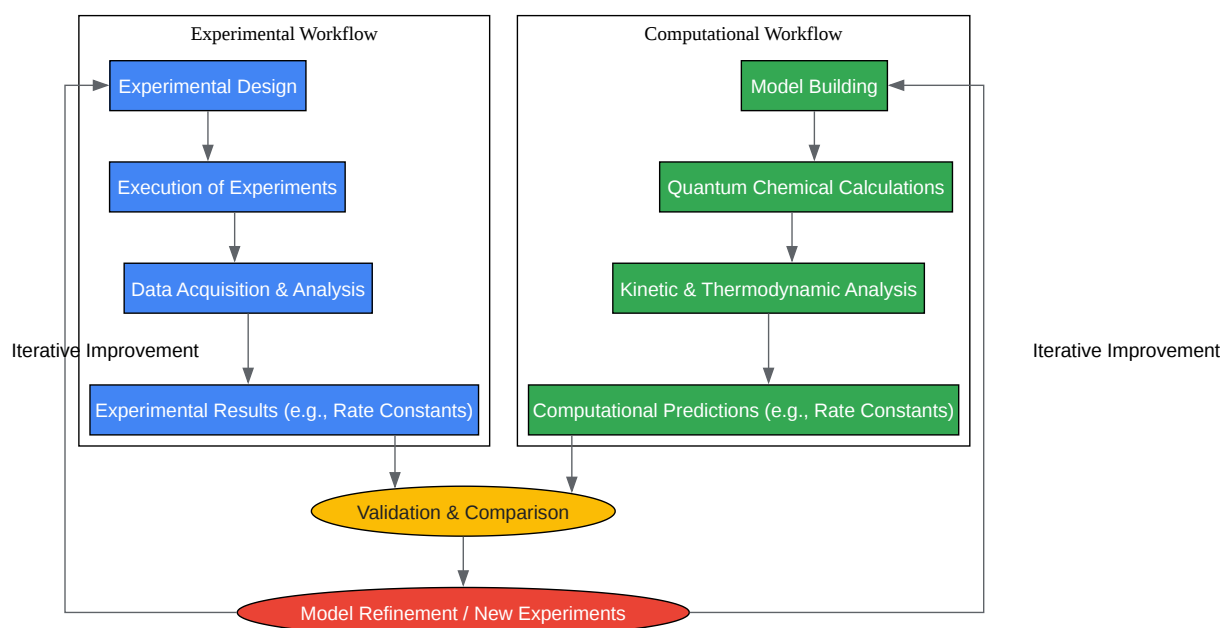 Experimental Workflow
Experimental Design
Execution of Experiments
Data Acquisition & Analysis
Iterative Improvement
Experimental Results (e.g., Rate Constants)
Computational Workflow
Model Building
Quantum Chemical Calculations
Kinetic & Thermodynamic Analysis
Iterative Improvement
Computational Predictions (e.g., Rate Constants)
Validation & Comparison
Model Refinement / New Experiments